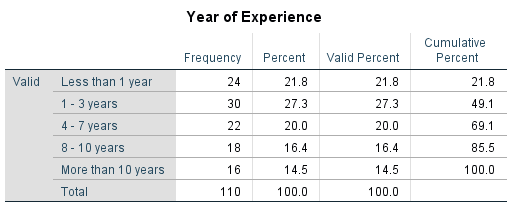 Year of Experience
Frequency Percent Valid Percent Cumulative Percent
Valid Less than 1 year 24 21.8 21.8 21.8
1 - 3 years 30 27.3 27.3 49.1
4 - 7 years 22 20.0 20.0 69.1
8 - 10 years 18 16.4 16.4 85.5
More than 10 years 16 14.5 14.5 100.0
Total 110 100.0 100.0